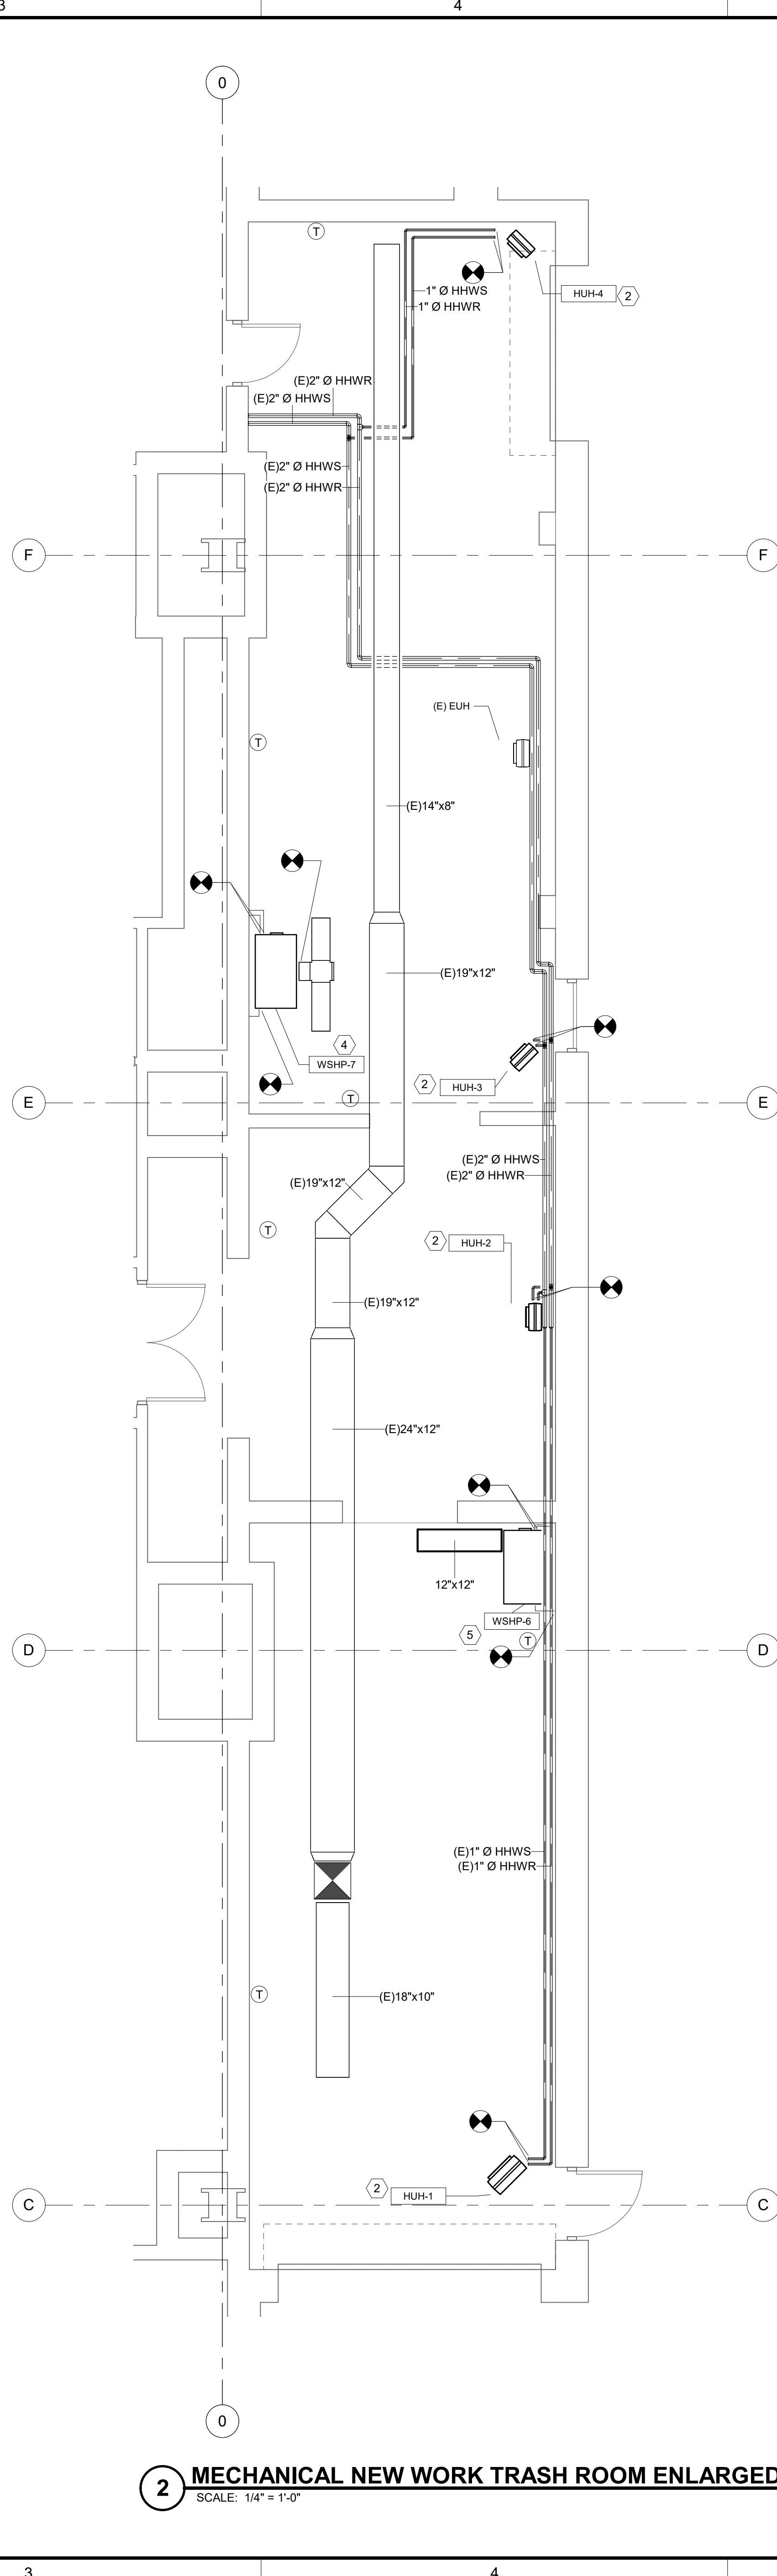 3
4
0
T
HUH-4
2
1" Ø HHWS
1" Ø HHWR
(E)2" Ø HHWR
(E)2" Ø HHWS
(E)2" Ø HHWS
(E)2" Ø HHWR
F
F
(E) EUH
T
(E)14"x8"
(E)19"x12"
4
WSHP-7
2
HUH-3
T
E
E
(E)2" Ø HHWS
(E)2" Ø HHWR
(E)19"x12"
T
2
HUH-2
(E)19"x12"
(E)24"x12"
12"x12"
WSHP-6
5
T
D
D
(E)1" Ø HHWS
(E)1" Ø HHWR
T
(E)18"x10"
2
HUH-1
C
C
0
2
MECHANICAL NEW WORK TRASH ROOM ENLARGED
SCALE: 1/4" = 1'-0"
3
4